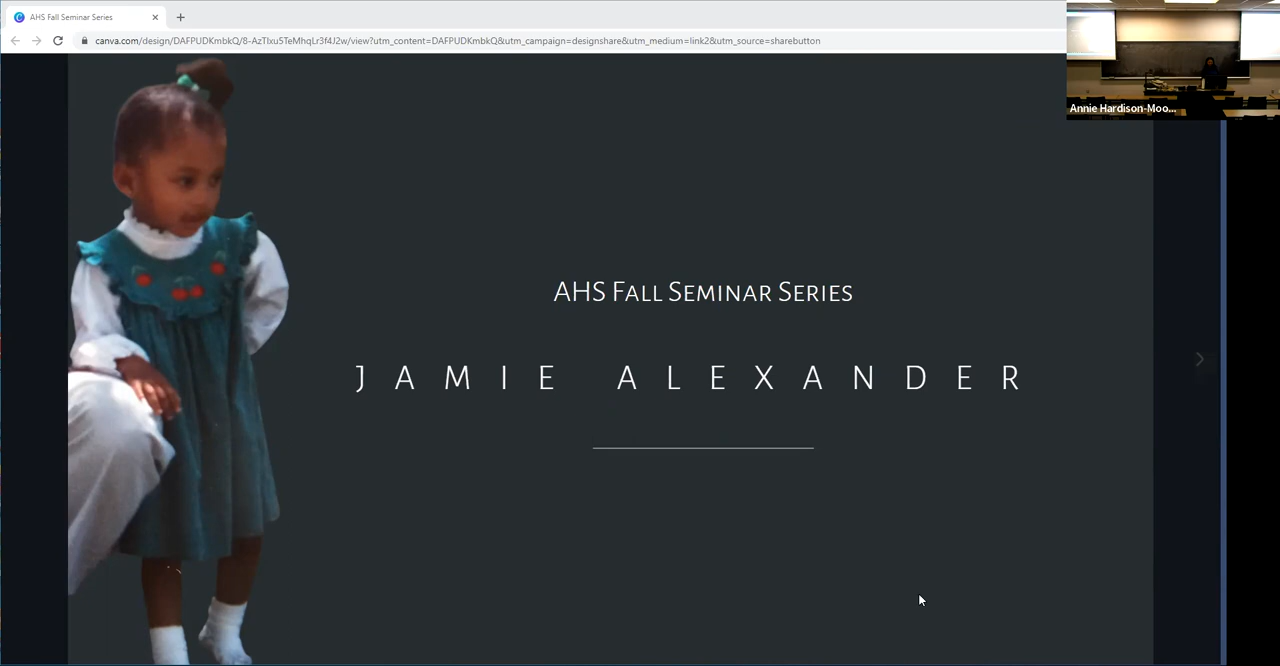 AHS Fall Seminar Series
canva.com/design/DAFPUDKmbkQ/8-AzTIxu5TeMhqLr3f4J2w/view?utm_content=DAFPUDKmbkQ&utm_campaign=designshare&utm_medium=link2&utm_source=sharebutton
Annie Hardison-Moo...
AHS Fall Seminar Series
JAMIE ALEXANDER